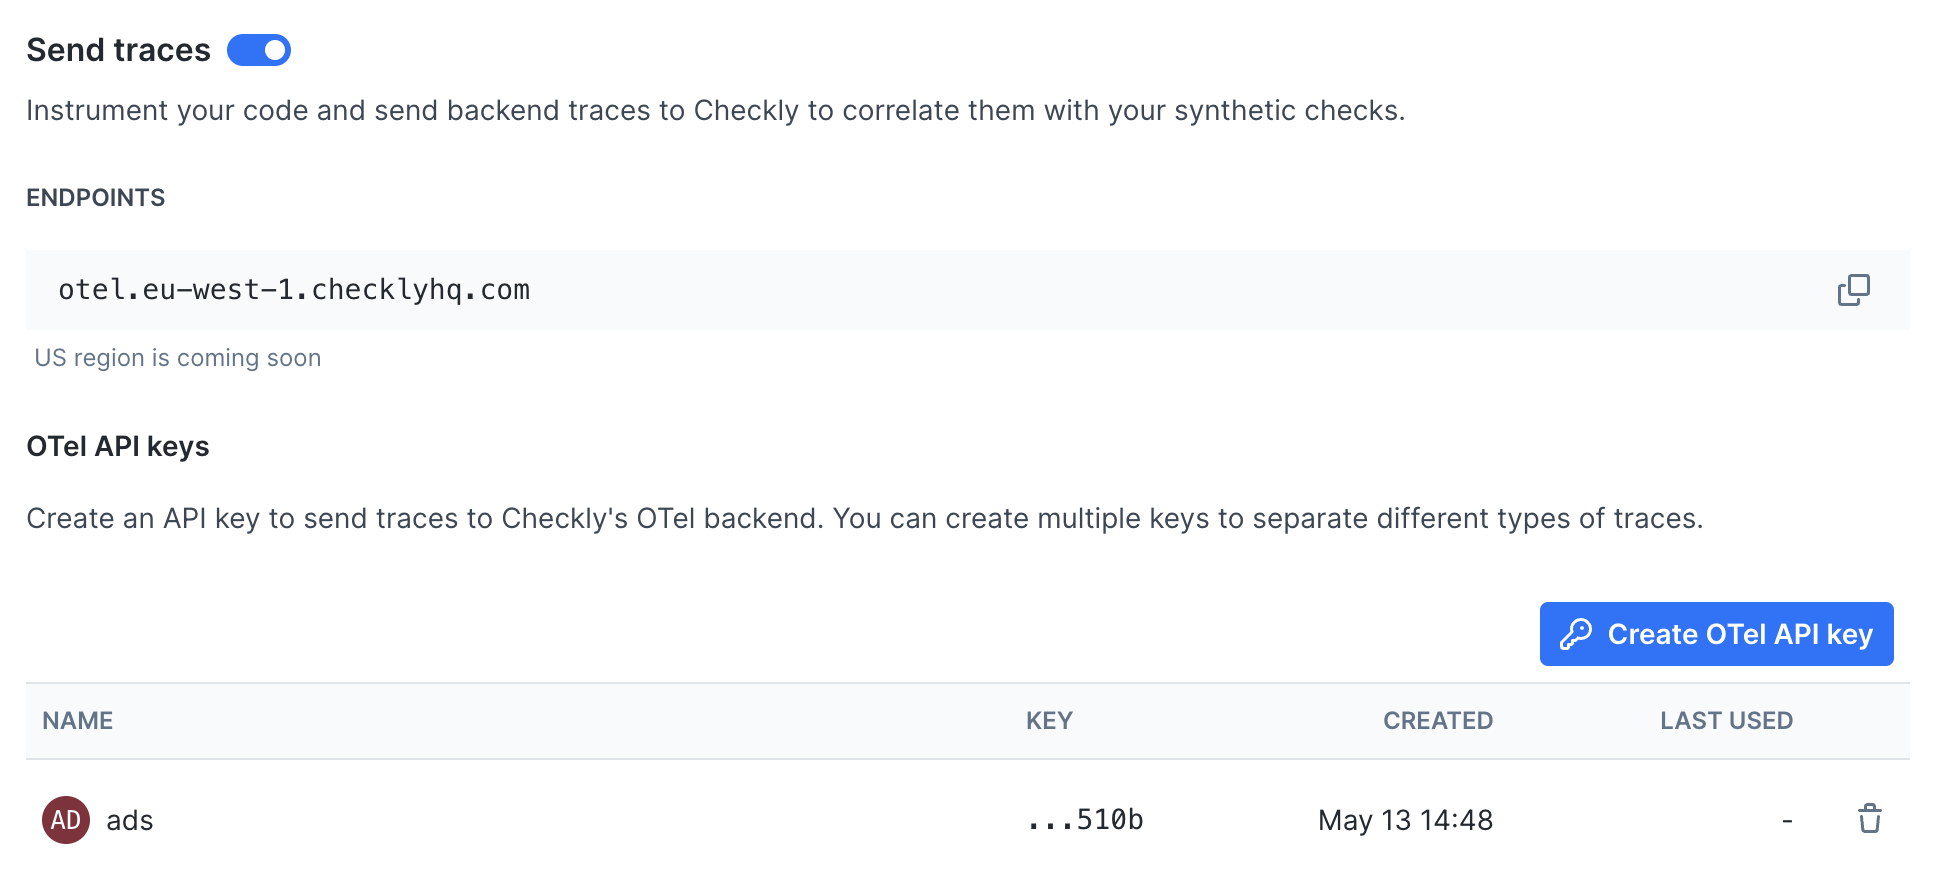 Send traces
Instrument your code and send backend traces to Checkly to correlate them with your synthetic checks.
ENDPOINTS
otel.eu-west-1.checklyhq.com
US region is coming soon
OTel API keys
Create an API key to send traces to Checkly's OTel backend. You can create multiple keys to separate different types of traces.
Create OTel API key
NAME KEY CREATED LAST USED
AD ads ...510b May 13 14:48 -